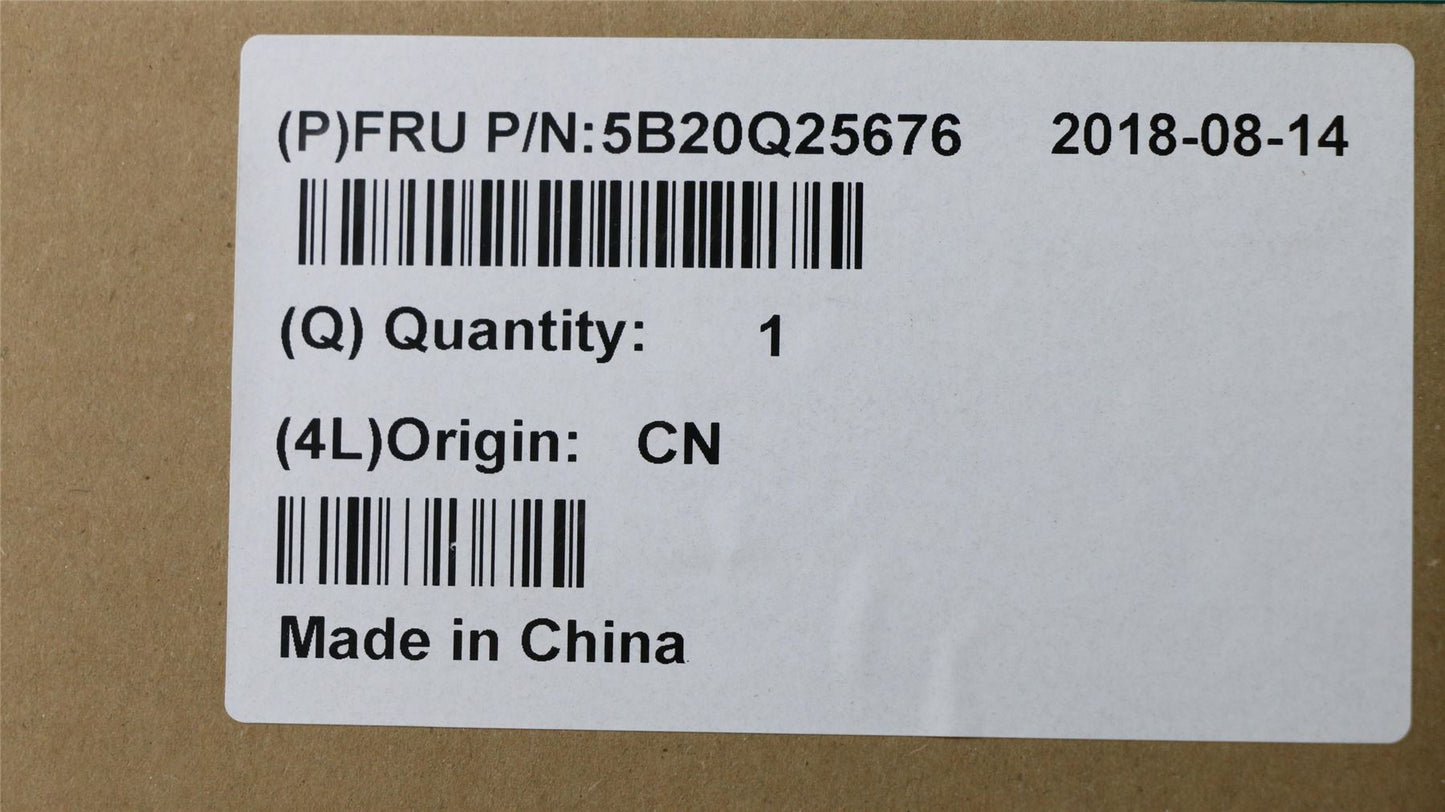 (P)FRU P/N:5B20Q25676 2018-08-14
(Q) Quantity: 1
(4L)Origin: CN
Made in China